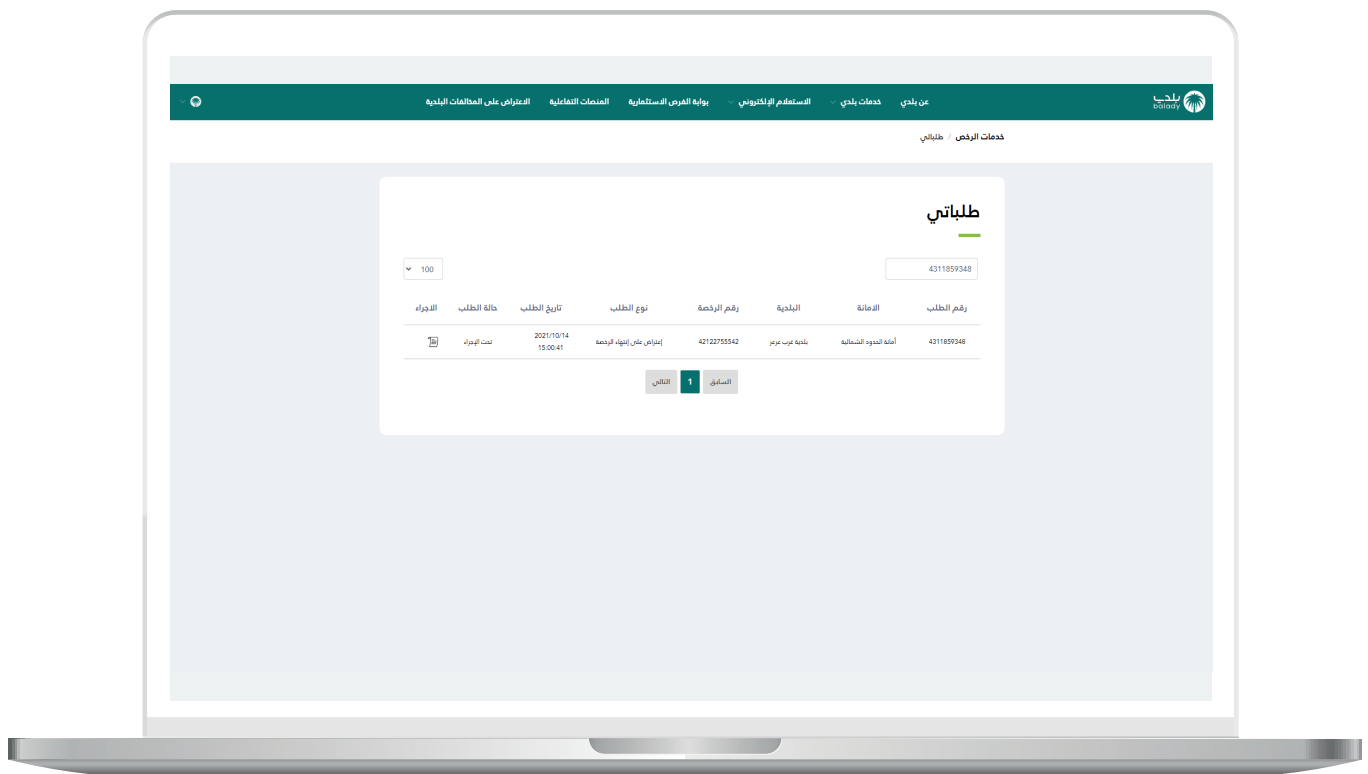 بلدي
balady
عن بلدي
خدمات بلدي
الاستعلام الإلكتروني
بوابة الفرص الاستثمارية
المنصات التفاعلية
الاعتراض على المخالفات البلدية
خدمات الرخص / طلباتي
طلباتي
4311859348
100
رقم الطلب الامانة البلدية رقم الرخصة نوع الطلب تاريخ الطلب حالة الطلب الاجراء
4311859348 أمانة الحدود الشمالية بلدية غرب عرعر 42122755542 إعتراض على إنتهاء الرخصة 2021/10/14 تحت الإجراء
15:00:41
السابق 1 التالي